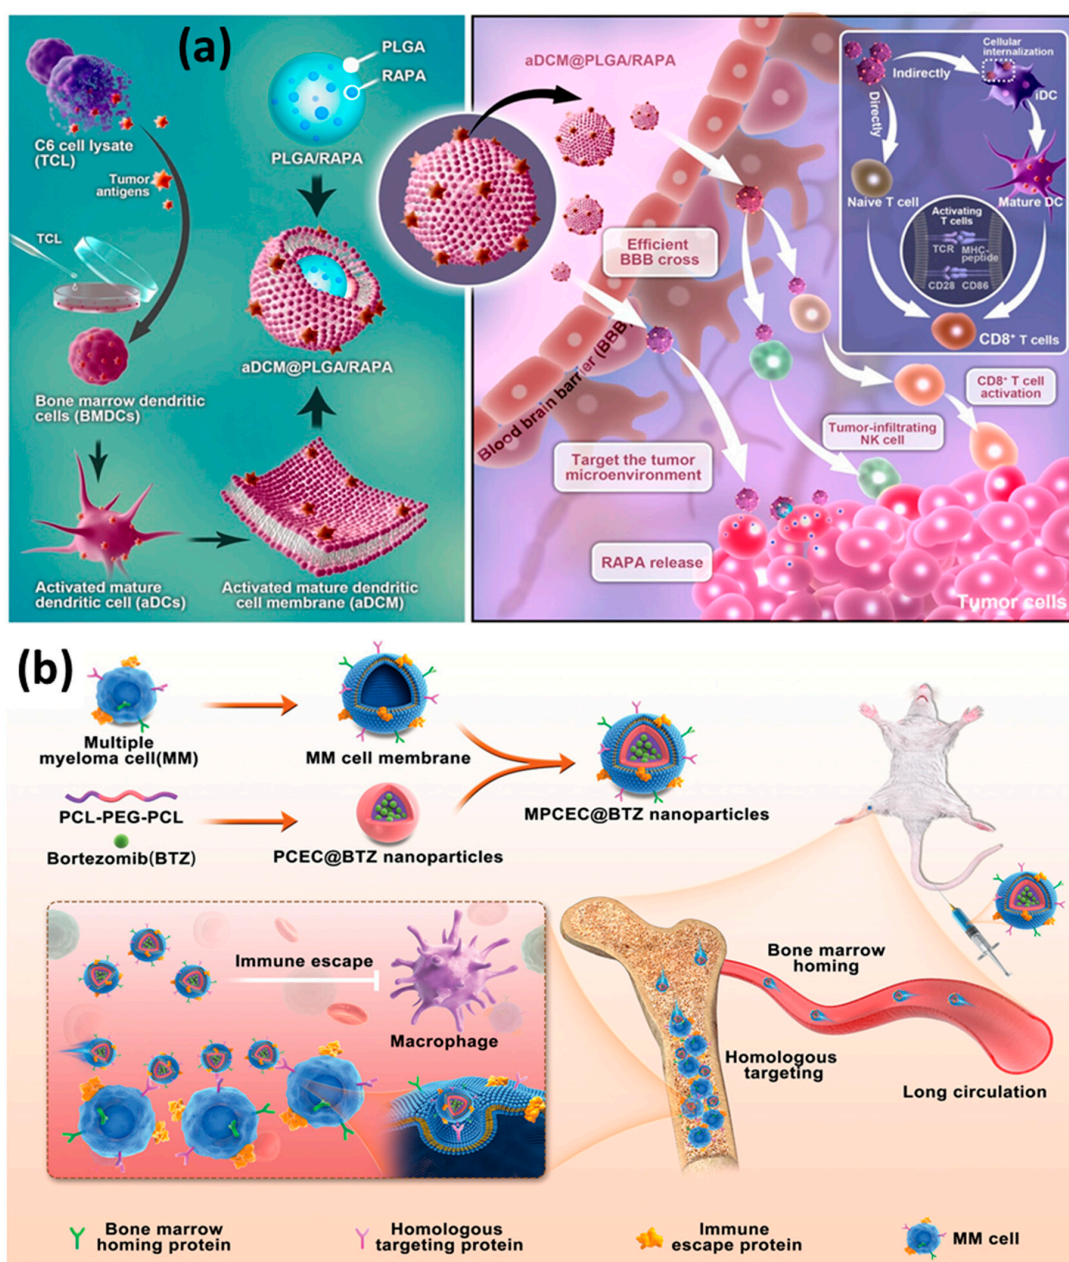 (a)
PLGA
RAPA
PLGA/RAPA
C6 cell lysate
(TCL)
Tumor
antigens
TCL
Bone marrow dendritic
cells (BMDCs)
aDCM@PLGA/RAPA
Activated mature
dendritic cell (aDCs)
Activated mature dendritic
cell membrane (aDCM)
aDCM@PLGA/RAPA
Efficient
BBB cross
Blood brain barrier (BBB)
Target the tumor
microenvironment
RAPA release
Tumor-infiltrating
NK cell
CD8⁺ T cell
activation
Tumor cells
Cellular
internalization
Indirectly
iDC
Directly
Naive T cell
Mature DC
Activating
T cells
TCR
MHC-
peptide
CD28
CD86
CD8⁺ T cells
(b)
Multiple
myeloma cell(MM)
MM cell membrane
PCL-PEG-PCL
Bortezomib(BTZ)
PCEC@BTZ nanoparticles
MPCEC@BTZ nanoparticles
Immune escape
Macrophage
Bone marrow
homing
Homologous
targeting
Long circulation
Bone marrow
homing protein
Homologous
targeting protein
Immune
escape protein
MM cell